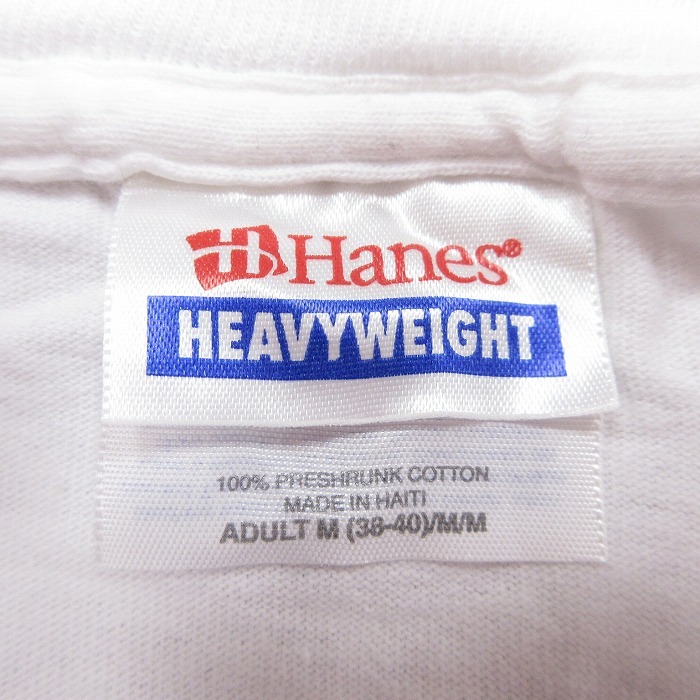 Hanes®
HEAVYWEIGHT
100% PRESHRUNK COTTON
MADE IN HAITI
ADULT M (38-40)/M/M